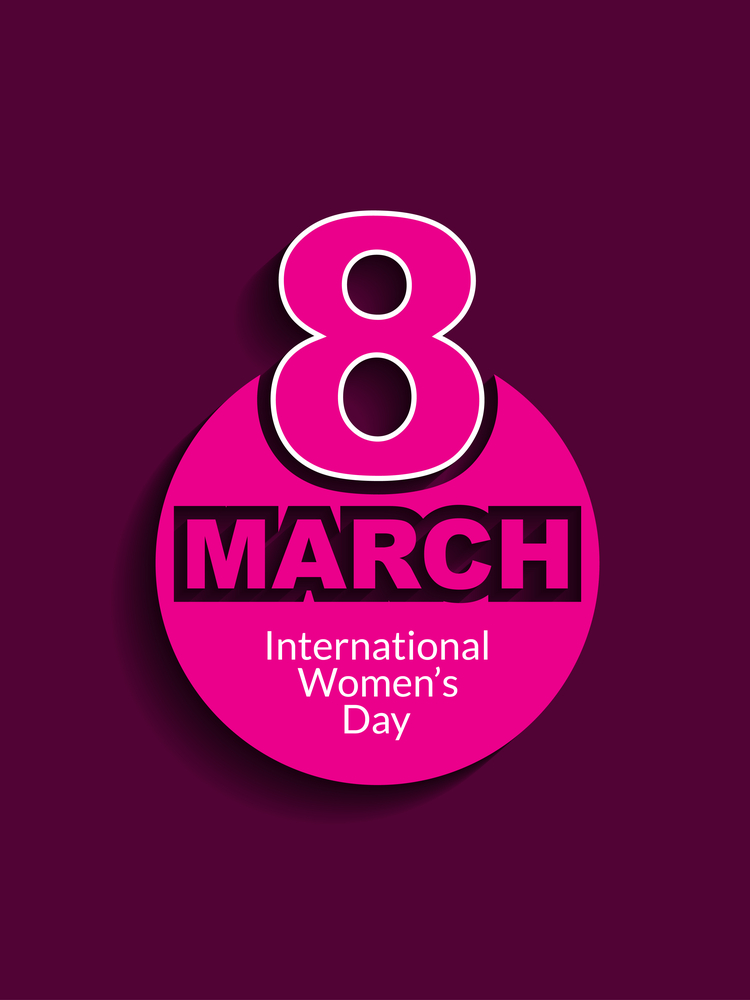 8
MARCH
International
Women’s
Day